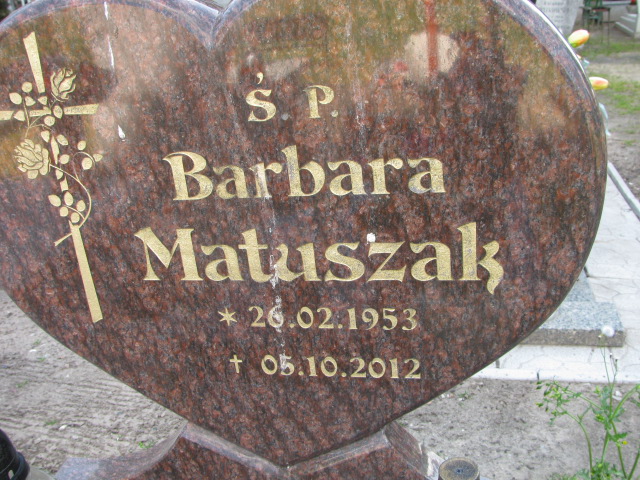 Ś. P.
Barbara
Matuszak
* 26.02.1953
+ 05.10.2012